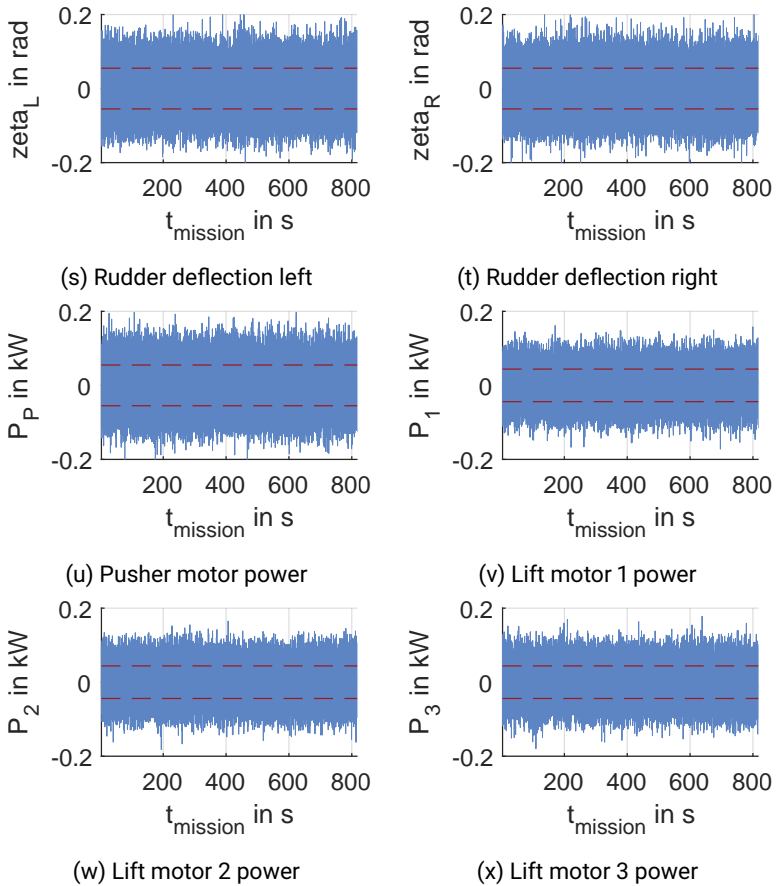 zeta_L in rad
0.2
0
-0.2
200 400 600 800
t_mission in s
(s) Rudder deflection left
zeta_R in rad
0.2
0
-0.2
200 400 600 800
t_mission in s
(t) Rudder deflection right
P_P in kW
0.2
0
-0.2
200 400 600 800
t_mission in s
(u) Pusher motor power
P_1 in kW
0.2
0
-0.2
200 400 600 800
t_mission in s
(v) Lift motor 1 power
P_2 in kW
0.2
0
-0.2
200 400 600 800
t_mission in s
(w) Lift motor 2 power
P_3 in kW
0.2
0
-0.2
200 400 600 800
t_mission in s
(x) Lift motor 3 power